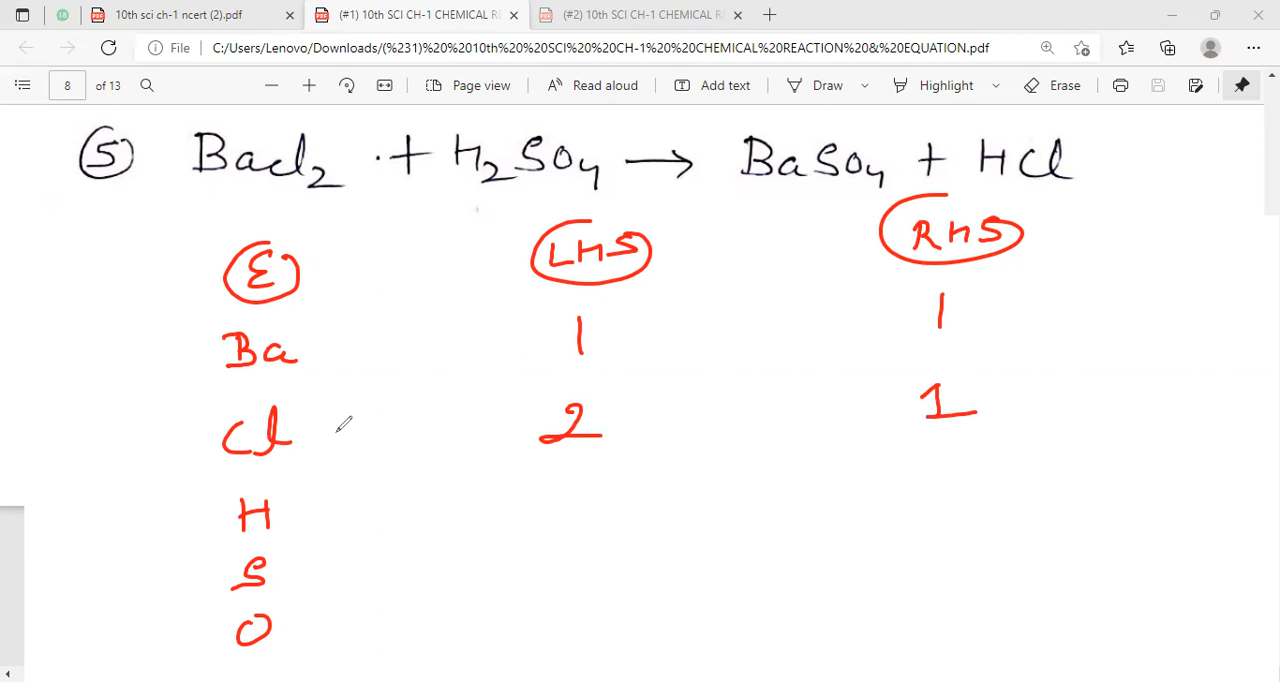 10th sci ch-1 ncert (2).pdf
(#1) 10th SCI CH-1 CHEMICAL RE
(#2) 10th SCI CH-1 CHEMICAL RE
File C:/Users/Lenovo/Downloads/(%231)%20%2010th%20%20SCI%20%20CH-1%20%20CHEMICAL%20REACTION%20&%20EQUATION.pdf
8 of 13 Page view Read aloud Add text Draw Highlight Erase
5 BaCl2 + H2SO4 → BaSO4 + HCl
E LHS RHS
Ba 1 1
Cl 2 1
H
S
O